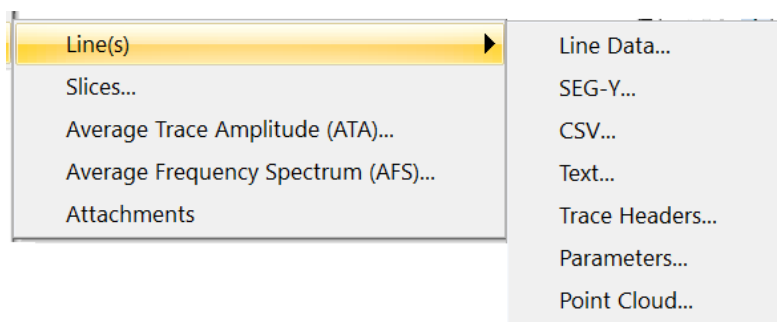 Line(s)
Slices...
Average Trace Amplitude (ATA)...
Average Frequency Spectrum (AFS)...
Attachments
Line Data...
SEG-Y...
CSV...
Text...
Trace Headers...
Parameters...
Point Cloud...